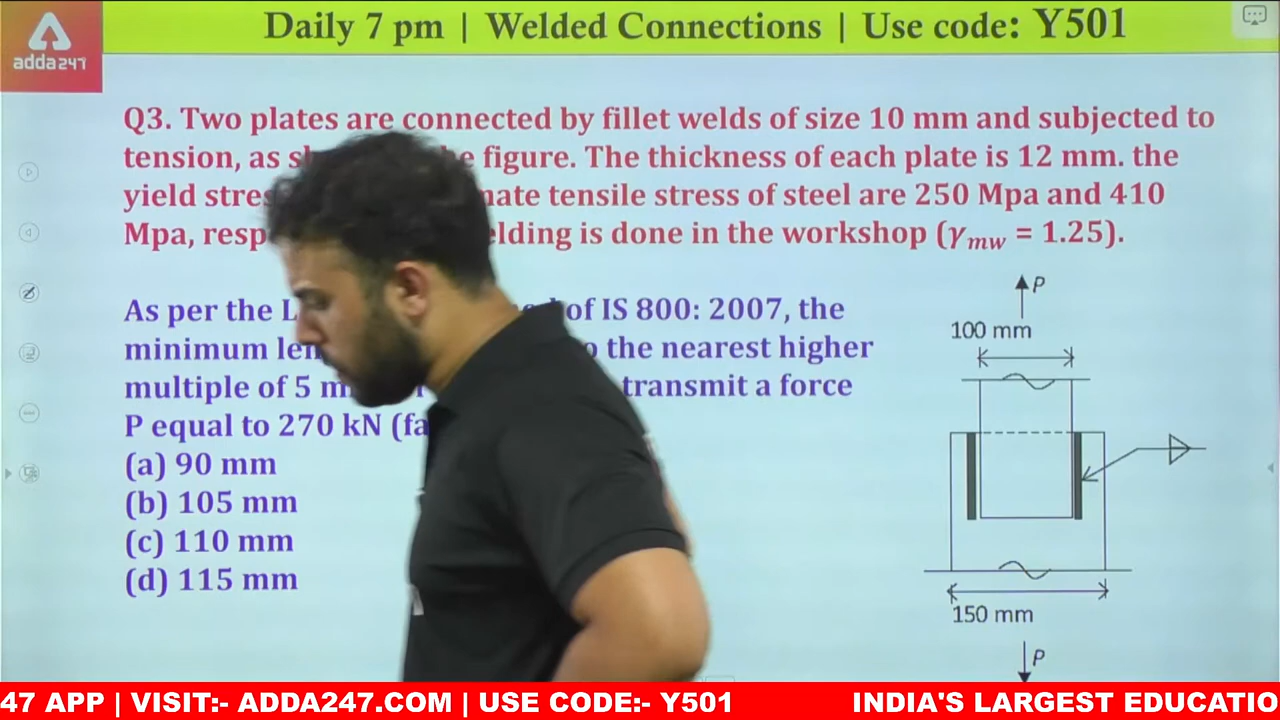 Daily 7 pm | Welded Connections | Use code: Y501
adda247
Q3. Two plates are connected by fillet welds of size 10 mm and subjected to
tension, as figure. The thickness of each plate is 12 mm. the
yield tensile stress of steel are 250 Mpa and 410
Mpa, is done in the workshop (γmw = 1.25).
As per the of IS 800: 2007, the
minimum the nearest higher
multiple of 5 transmit a force
P equal to 270 kN
(a) 90 mm
(b) 105 mm
(c) 110 mm
(d) 115 mm
P
100 mm
150 mm
P
47 APP | VISIT:- ADDA247.COM | USE CODE:- Y501 INDIA'S LARGEST EDUCATIO